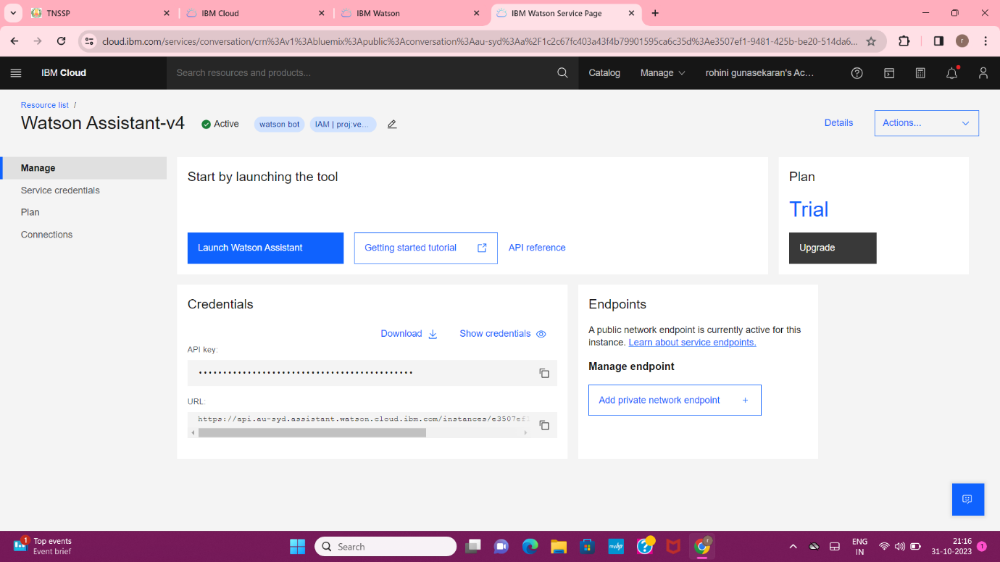 TNSSP
IBM Cloud
IBM Watson
IBM Watson Service Page
cloud.ibm.com/services/conversation/crn%3Av1%3Abluemix%3Apublic%3Aconversation%3Aau-syd%3Aa%2F1c2c67fc403a43f4b79901595ca6c35d%3Ae3507ef1-9481-425b-be20-514da6...
r
IBM Cloud
Search resources and products...
Catalog
Manage
rohini gunasekaran's Ac...
Resource list /
Watson Assistant-v4
Active
watson bot
IAM | proj:ve...
Details
Actions...
Manage
Service credentials
Plan
Connections
Start by launching the tool
Launch Watson Assistant
Getting started tutorial
API reference
Plan
Trial
Upgrade
Credentials
Download
Show credentials
API key:
URL:
https://api.au-syd.assistant.watson.cloud.ibm.com/instances/e3507ef
Endpoints
A public network endpoint is currently active for this
instance. Learn about service endpoints.
Manage endpoint
Add private network endpoint +
1
Top events
Event brief
Search
myhp
r
ENG
IN
21:16
31-10-2023
1